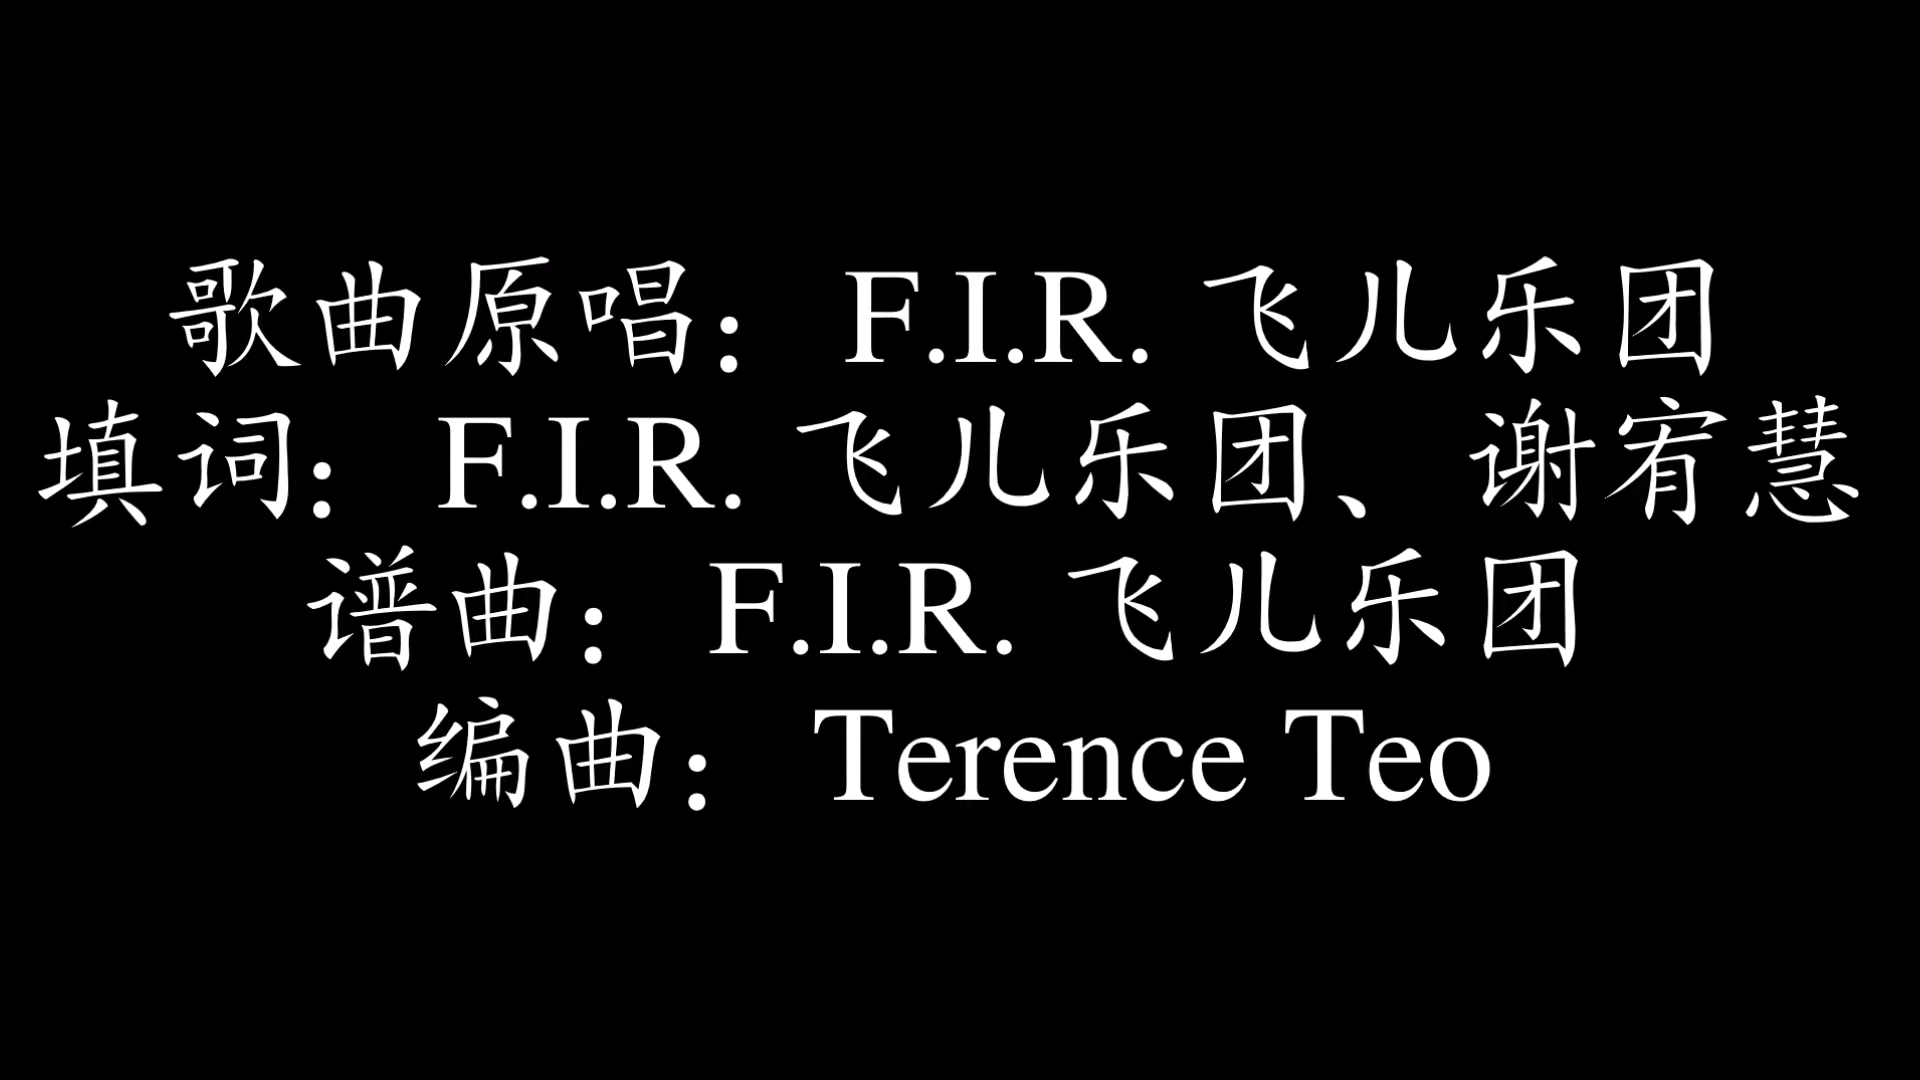 歌曲原唱：F.I.R. 飞儿乐团
填词：F.I.R. 飞儿乐团、谢宥慧
谱曲：F.I.R. 飞儿乐团
编曲：Terence Teo